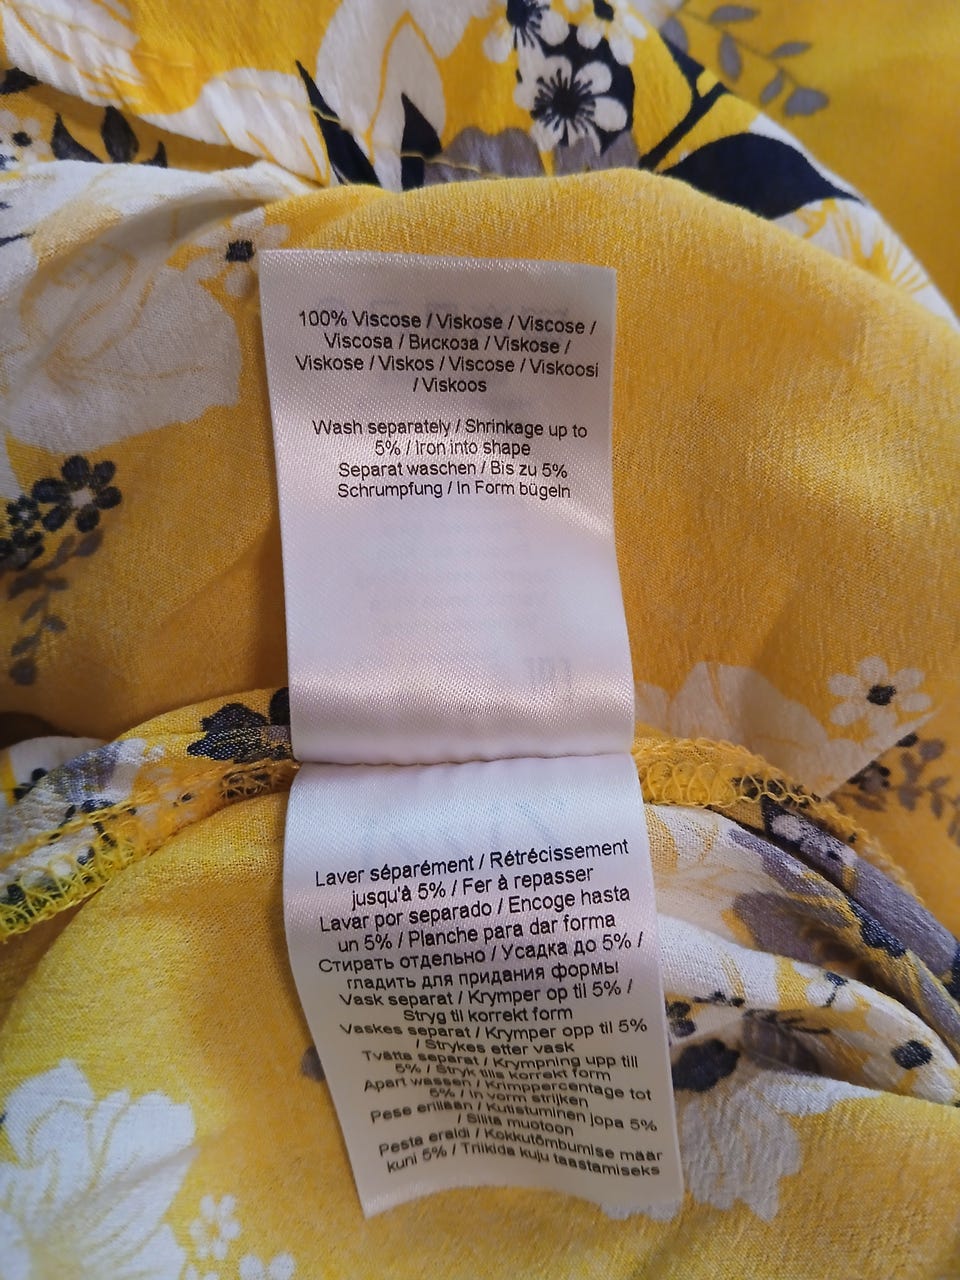 100% Viscose / Viskose / Viscose /
Viscosa / Вискоза / Viskose /
Viskose / Viskos / Viscose / Viskoosi
/ Viskoos
Wash separately / Shrinkage up to
5% / Iron into shape
Separat waschen / Bis zu 5%
Schrumpfung / In Form bügeln
Laver séparément / Rétrécissement
jusqu'à 5% / Fer à repasser
Lavar por separado / Encoge hasta
un 5% / Planche para dar forma
Стирать отдельно / Усадка до 5% /
гладить для придания формы
Vask separat / Krymper op til 5% /
Stryg til korrekt form
Vaskes separat / Krymper opp til 5%
/ Strykes etter vask
Tvätta separat / Krympning upp till
5% / Stryk tills korrekt form
Apart wassen / Krimppercentage tot
5% / In vorm strijken
Pese erillään / Kutistuminen jopa 5%
/ Silitä muotoon
Pesta eraldi / Kokkutõmbumise määr
kuni 5% / Triikida kuju taastamiseks